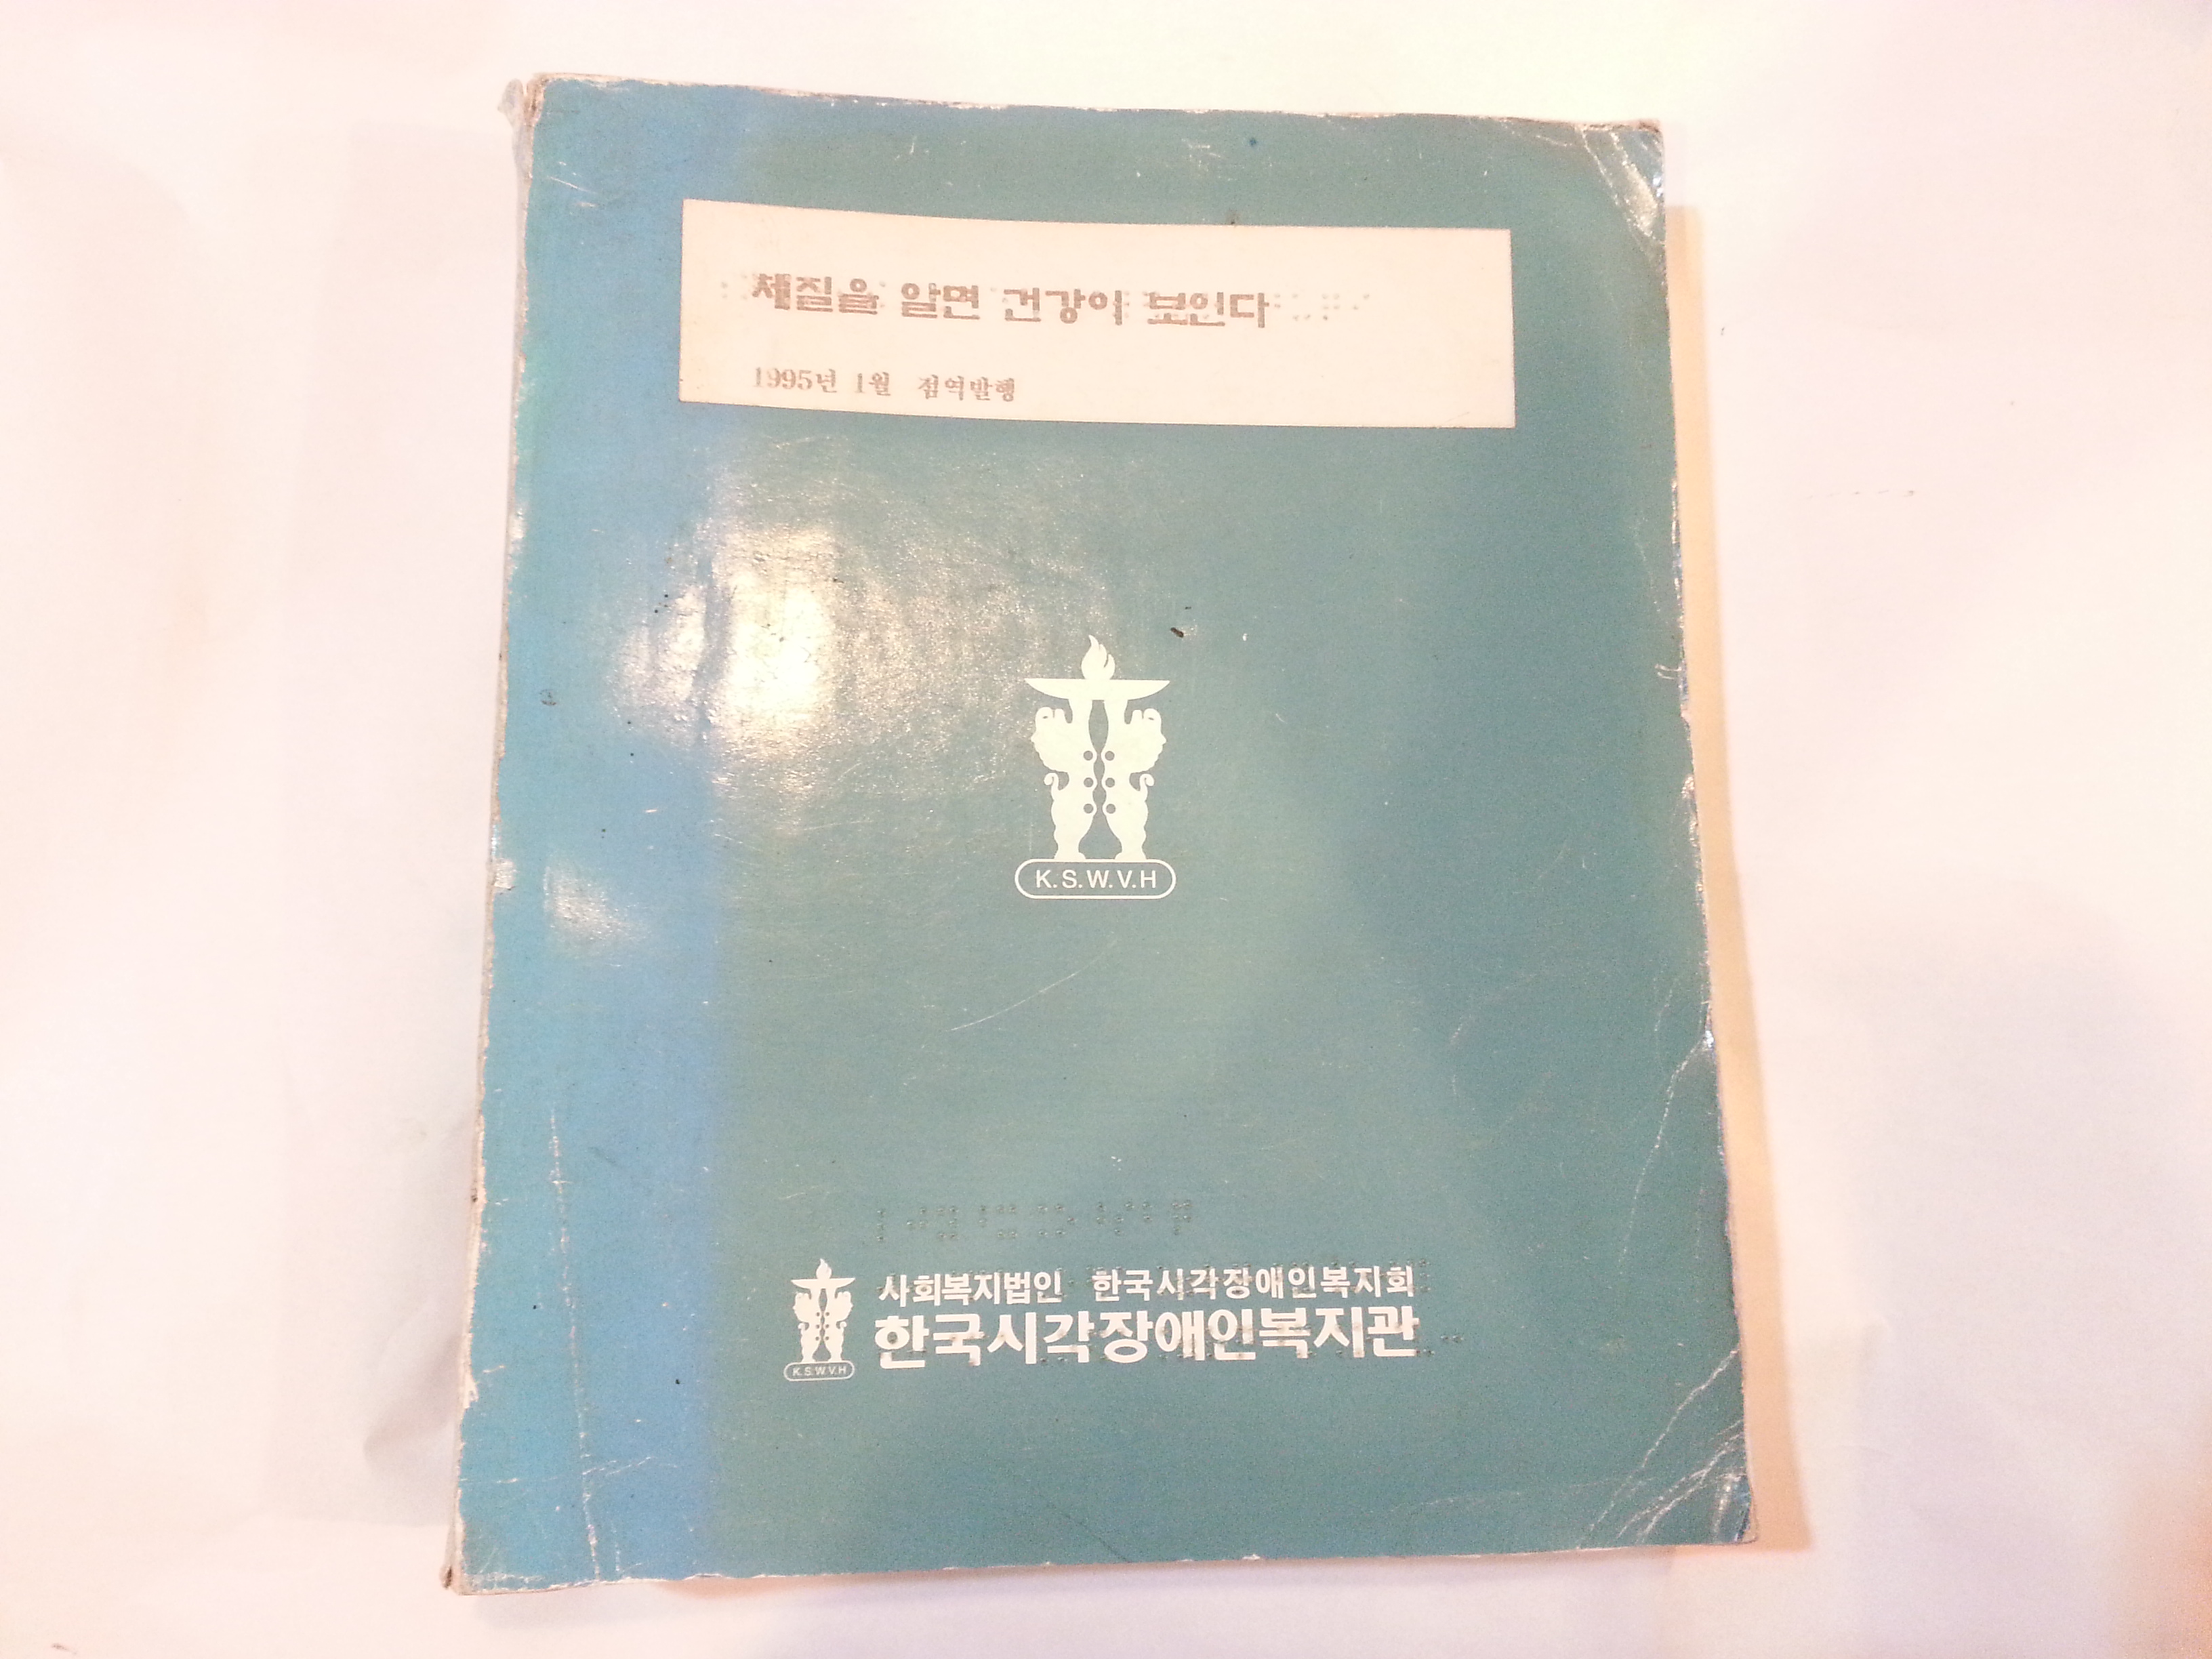 체질을 알면 건강이 보인다
1995년 1월 점역발행
K.S.W.V.H
사회복지법인 한국시각장애인복지회
한국시각장애인복지관
K.S.W.V.H